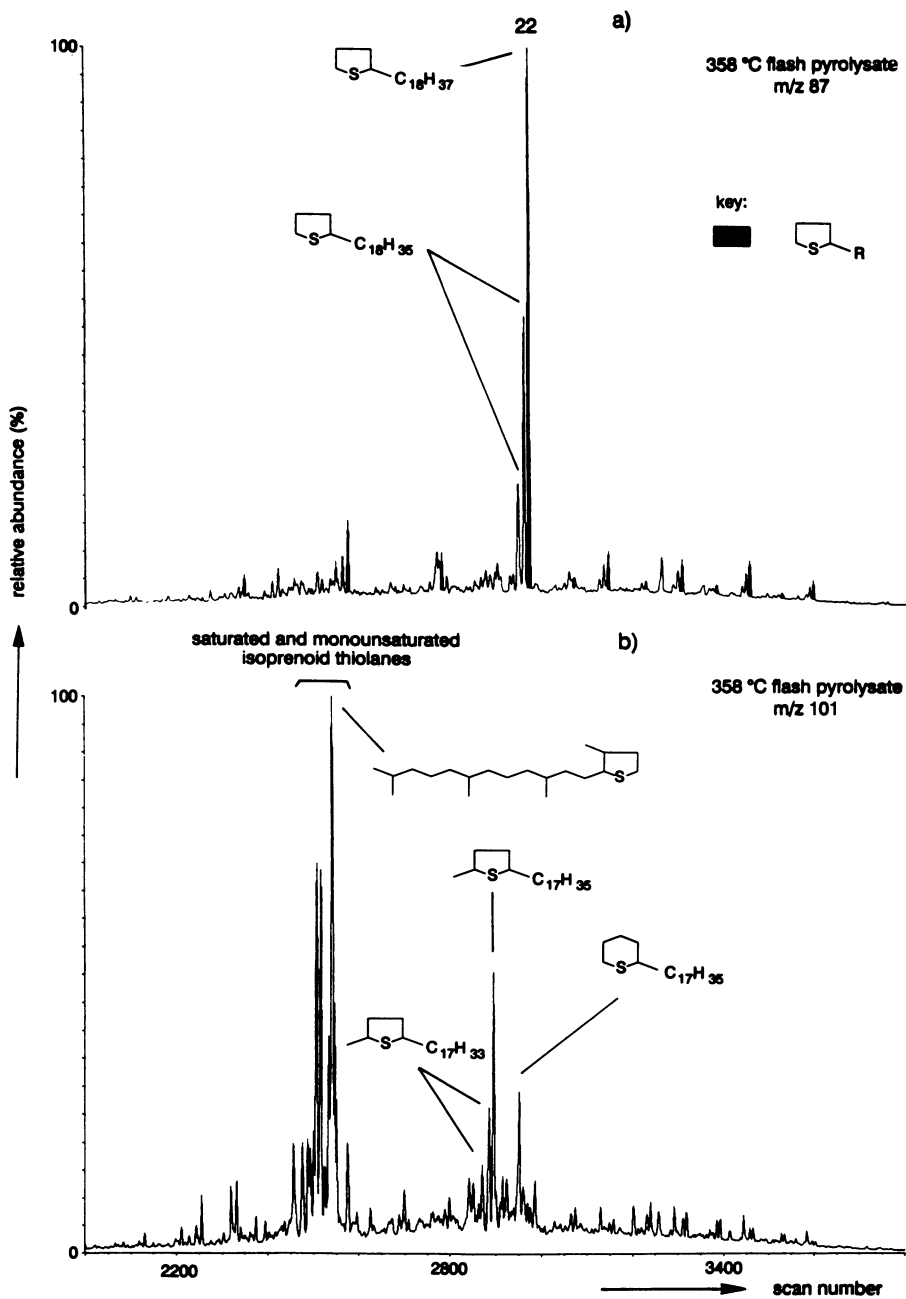 22
a)
100
S
C18H37
358 °C flash pyrolysate
m/z 87
key:
S
R
S
C18H35
0
relative abundance (%)
saturated and monounsaturated
isoprenoid thiolanes
b)
100
358 °C flash pyrolysate
m/z 101
S
S
C17H35
S
C17H35
S
C17H33
0
2200
2800
3400
scan number